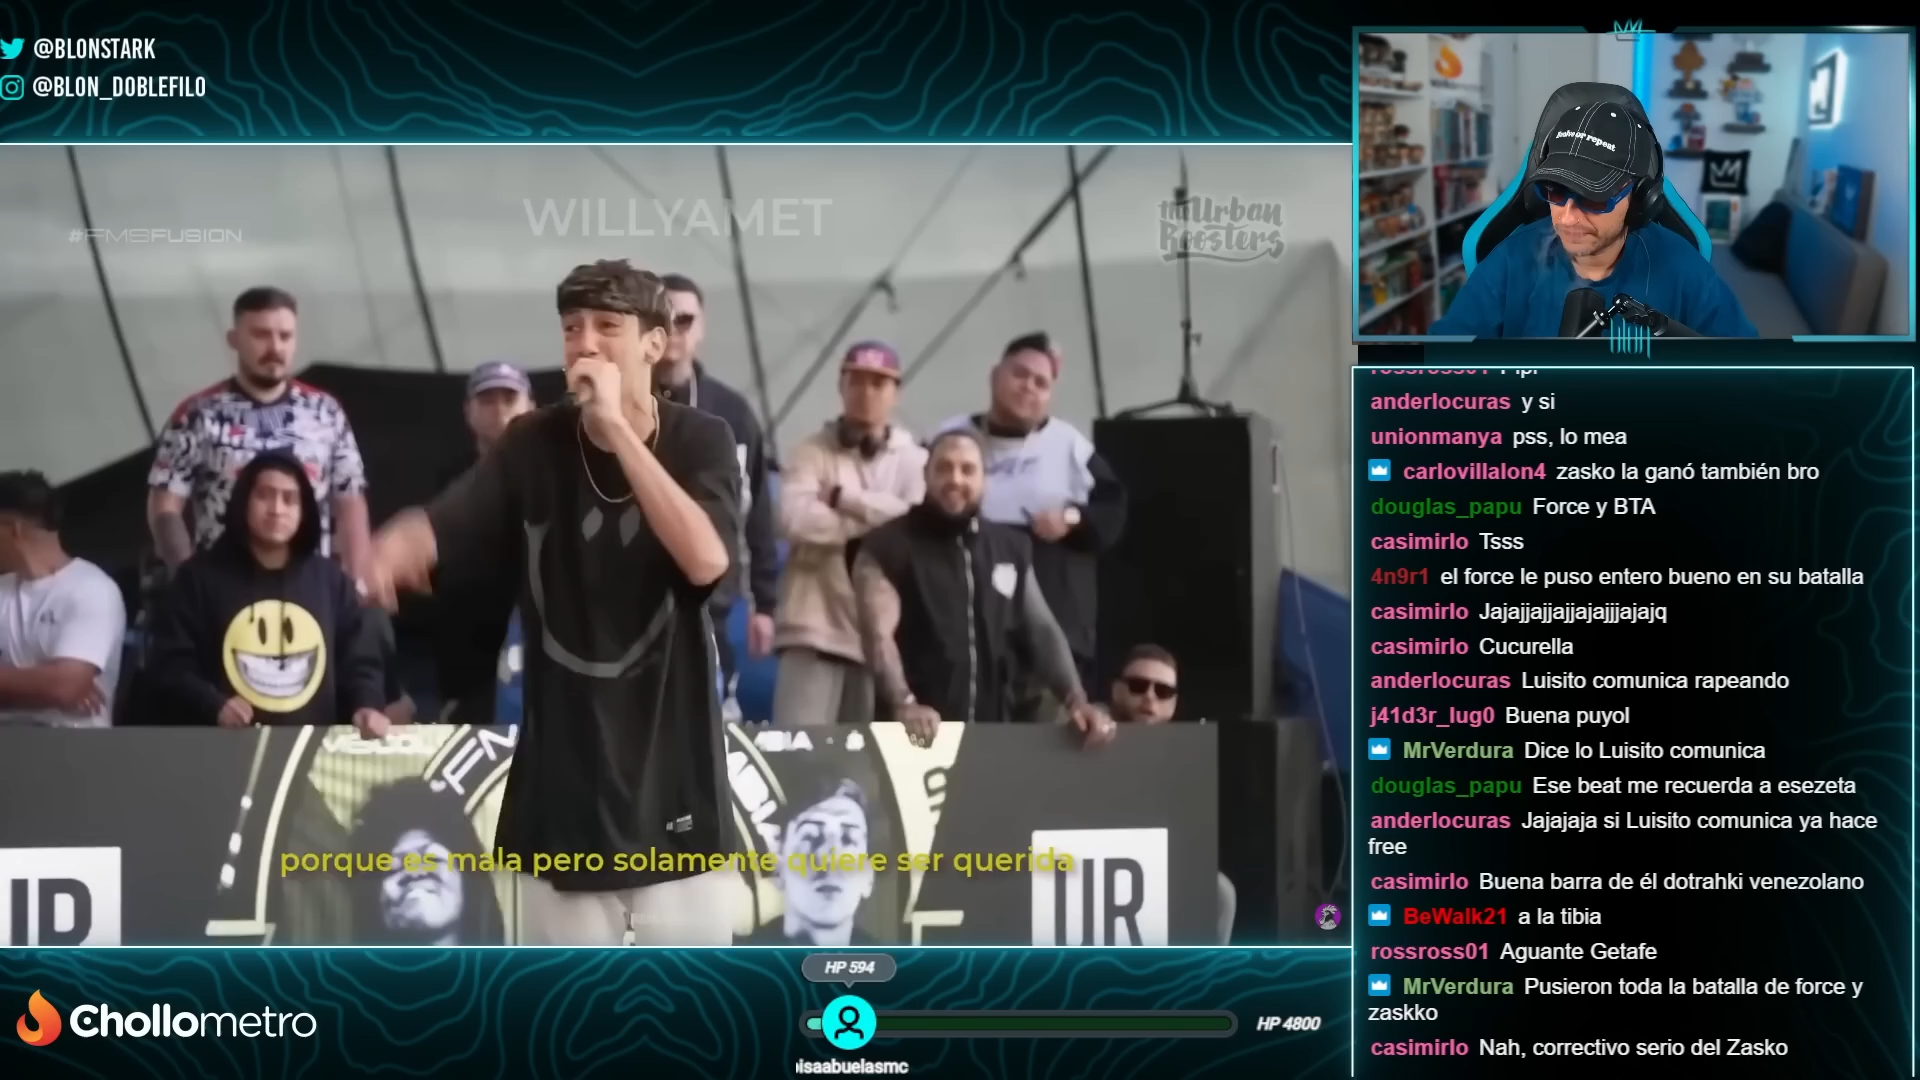 @BLONSTARK
@BLON_DOBLEFILO
#FMSFUSION
WILLYAMET
Urban
Roosters
porque es mala pero solamente quiere ser querida
UR
HP 594
Chollometro
HP 4800
isaabuelasmc
anderlocuras y si
unionmanya pss, lo mea
carlovillalon4 zasko la ganó también bro
douglas_papu Force y BTA
casimirlo Tsss
4n9r1 el force le puso entero bueno en su batalla
casimirlo Jajajjajjajjajajjjajajq
casimirlo Cucurella
anderlocuras Luisito comunica rapeando
j41d3r_lug0 Buena puyol
MrVerdura Dice lo Luisito comunica
douglas_papu Ese beat me recuerda a esezeta
anderlocuras Jajajaja si Luisito comunica ya hace
free
casimirlo Buena barra de él dotrahki venezolano
BeWalk21 a la tibia
rossross01 Aguante Getafe
MrVerdura Pusieron toda la batalla de force y
zaskko
casimirlo Nah, correctivo serio del Zasko